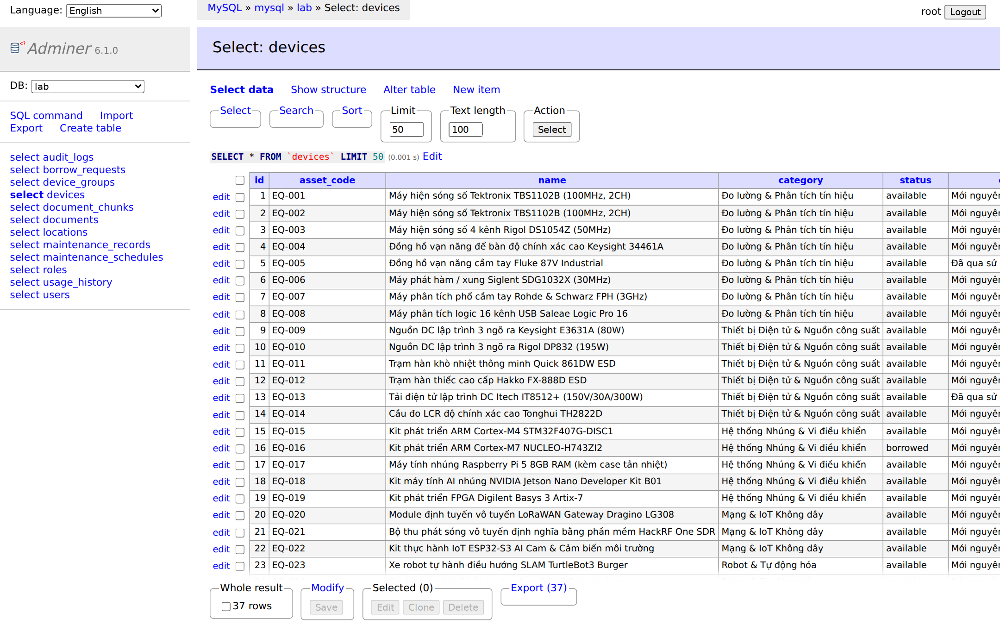 Language: English
MySQL » mysql » lab » Select: devices
root Logout
Adminer 6.1.0
Select: devices
DB: lab
SQL command Import
Export Create table
select audit_logs
select borrow_requests
select device_groups
select devices
select document_chunks
select documents
select locations
select maintenance_records
select maintenance_schedules
select roles
select usage_history
select users
Select data Show structure Alter table New item
Select Search Sort Limit Text length Action
50 100 Select
SELECT * FROM `devices` LIMIT 50 (0.001 s) Edit
id asset_code name category status
edit 1 EQ-001 Máy hiện sóng số Tektronix TBS1102B (100MHz, 2CH) Đo lường & Phân tích tín hiệu available Mới nguyên
edit 2 EQ-002 Máy hiện sóng số Tektronix TBS1102B (100MHz, 2CH) Đo lường & Phân tích tín hiệu available Mới nguyên
edit 3 EQ-003 Máy hiện sóng số 4 kênh Rigol DS1054Z (50MHz) Đo lường & Phân tích tín hiệu available Mới nguyên
edit 4 EQ-004 Đồng hồ vạn năng để bàn độ chính xác cao Keysight 34461A Đo lường & Phân tích tín hiệu available Mới nguyên
edit 5 EQ-005 Đồng hồ vạn năng cầm tay Fluke 87V Industrial Đo lường & Phân tích tín hiệu available Đã qua sử
edit 6 EQ-006 Máy phát hàm / xung Siglent SDG1032X (30MHz) Đo lường & Phân tích tín hiệu available Mới nguyên
edit 7 EQ-007 Máy phân tích phổ cầm tay Rohde & Schwarz FPH (3GHz) Đo lường & Phân tích tín hiệu available Mới nguyên
edit 8 EQ-008 Máy phân tích logic 16 kênh USB Saleae Logic Pro 16 Đo lường & Phân tích tín hiệu available Mới nguyên
edit 9 EQ-009 Nguồn DC lập trình 3 ngõ ra Keysight E3631A (80W) Thiết bị Điện tử & Nguồn công suất available Mới nguyên
edit 10 EQ-010 Nguồn DC lập trình 3 ngõ ra Rigol DP832 (195W) Thiết bị Điện tử & Nguồn công suất available Mới nguyên
edit 11 EQ-011 Trạm hàn khò nhiệt thông minh Quick 861DW ESD Thiết bị Điện tử & Nguồn công suất available Mới nguyên
edit 12 EQ-012 Trạm hàn thiếc cao cấp Hakko FX-888D ESD Thiết bị Điện tử & Nguồn công suất available Mới nguyên
edit 13 EQ-013 Tải điện tử lập trình DC Itech IT8512+ (150V/30A/300W) Thiết bị Điện tử & Nguồn công suất available Đã qua sử
edit 14 EQ-014 Cầu đo LCR độ chính xác cao Tonghui TH2822D Thiết bị Điện tử & Nguồn công suất available Mới nguyên
edit 15 EQ-015 Kit phát triển ARM Cortex-M4 STM32F407G-DISC1 Hệ thống Nhúng & Vi điều khiển available Mới nguyên
edit 16 EQ-016 Kit phát triển ARM Cortex-M7 NUCLEO-H743ZI2 Hệ thống Nhúng & Vi điều khiển borrowed Mới nguyên
edit 17 EQ-017 Máy tính nhúng Raspberry Pi 5 8GB RAM (kèm case tản nhiệt) Hệ thống Nhúng & Vi điều khiển available Mới nguyên
edit 18 EQ-018 Kit máy tính AI nhúng NVIDIA Jetson Nano Developer Kit B01 Hệ thống Nhúng & Vi điều khiển available Mới nguyên
edit 19 EQ-019 Kit phát triển FPGA Digilent Basys 3 Artix-7 Hệ thống Nhúng & Vi điều khiển available Mới nguyên
edit 20 EQ-020 Module định tuyến vô tuyến LoRaWAN Gateway Dragino LG308 Mạng & IoT Không dây available Mới nguyên
edit 21 EQ-021 Bộ thu phát sóng vô tuyến định nghĩa bằng phần mềm HackRF One SDR Mạng & IoT Không dây available Mới nguyên
edit 22 EQ-022 Kit thực hành IoT ESP32-S3 AI Cam & Cảm biến môi trường Mạng & IoT Không dây available Mới nguyên
edit 23 EQ-023 Xe robot tự hành điều hướng SLAM TurtleBot3 Burger Robot & Tự động hóa available Mới nguyên
Whole result Modify Selected (0) Export (37)
37 rows Save Edit Clone Delete